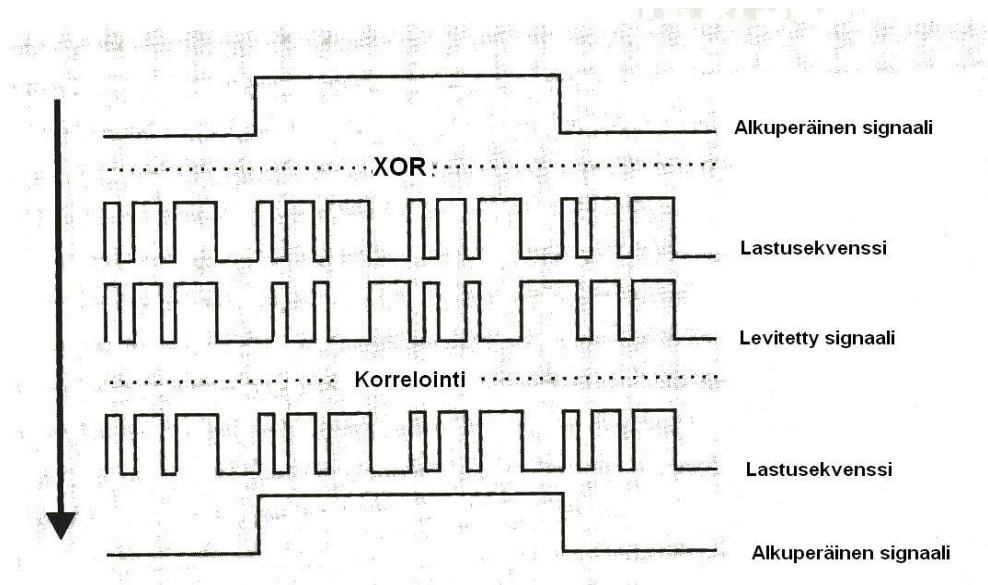 Alkuperäinen signaali
XOR
Lastusekvenssi
Levitetty signaali
Korrelointi
Lastusekvenssi
Alkuperäinen signaali